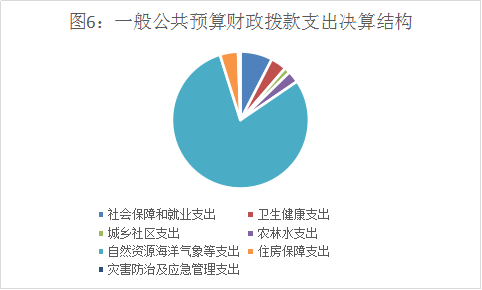 图6：一般公共预算财政拨款支出决算结构
社会保障和就业支出 卫生健康支出
城乡社区支出 农林水支出
自然资源海洋气象等支出 住房保障支出
灾害防治及应急管理支出